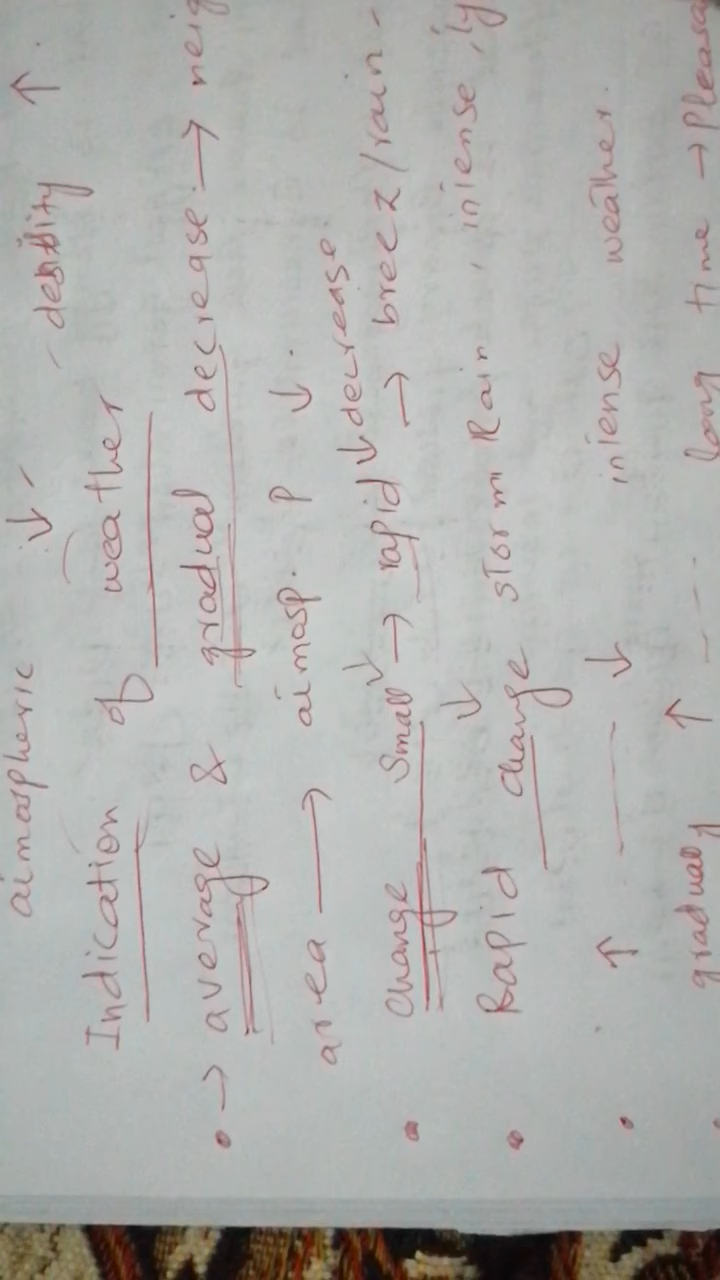 atmospheric ↓ - density ↑.
Indication of weather
• → average & gradual decrease → neig
area → atmosp. P ↓.
• Change Small ↓ → rapid ↓ decrease → breez / rain -
• Rapid Change ↓ storm Rain, intense
• ↑ — ↓ intense weather.
• gradualy ↑ --- long time → Pleasa